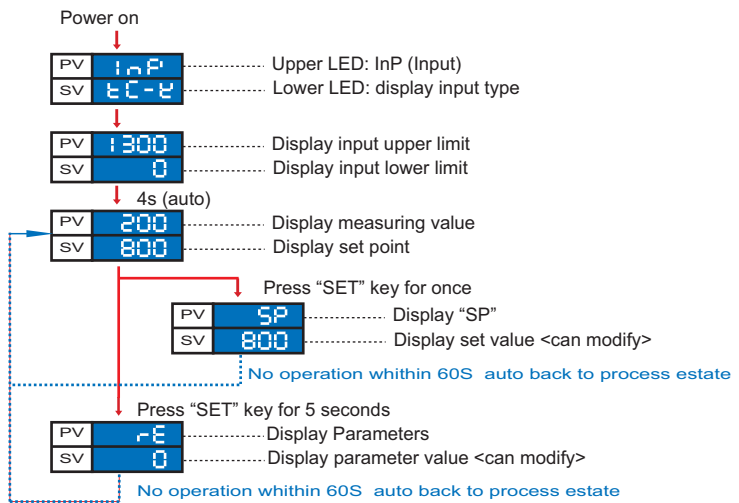 Power on
PV InP Upper LED: InP (Input)
SV tC-K Lower LED: display input type
PV 1300 Display input upper limit
SV 0 Display input lower limit
4s (auto)
PV 200 Display measuring value
SV 800 Display set point
Press “SET” key for once
PV SP Display “SP”
SV 800 Display set value <can modify>
No operation whithin 60S auto back to process estate
Press “SET” key for 5 seconds
PV rE Display Parameters
SV 0 Display parameter value <can modify>
No operation whithin 60S auto back to process estate